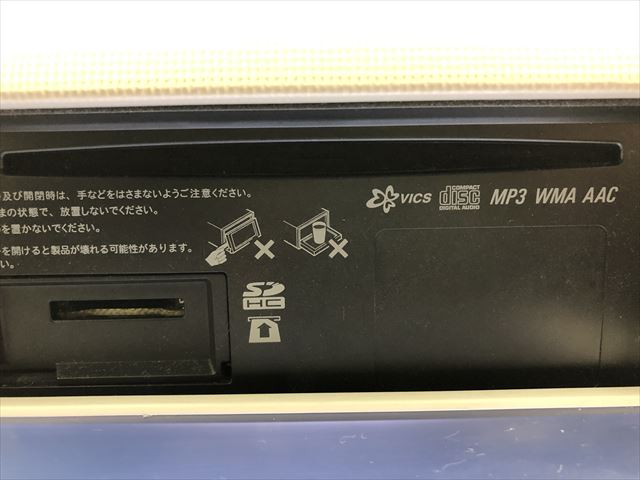 及び開閉時は、手などをはさまないようご注意ください。
まの状態で、放置しないでください。
を置かないでください。
を開けると製品が壊れる可能性があります。
い。
VICS COMPACT disc DIGITAL AUDIO MP3 WMA AAC
SD HC